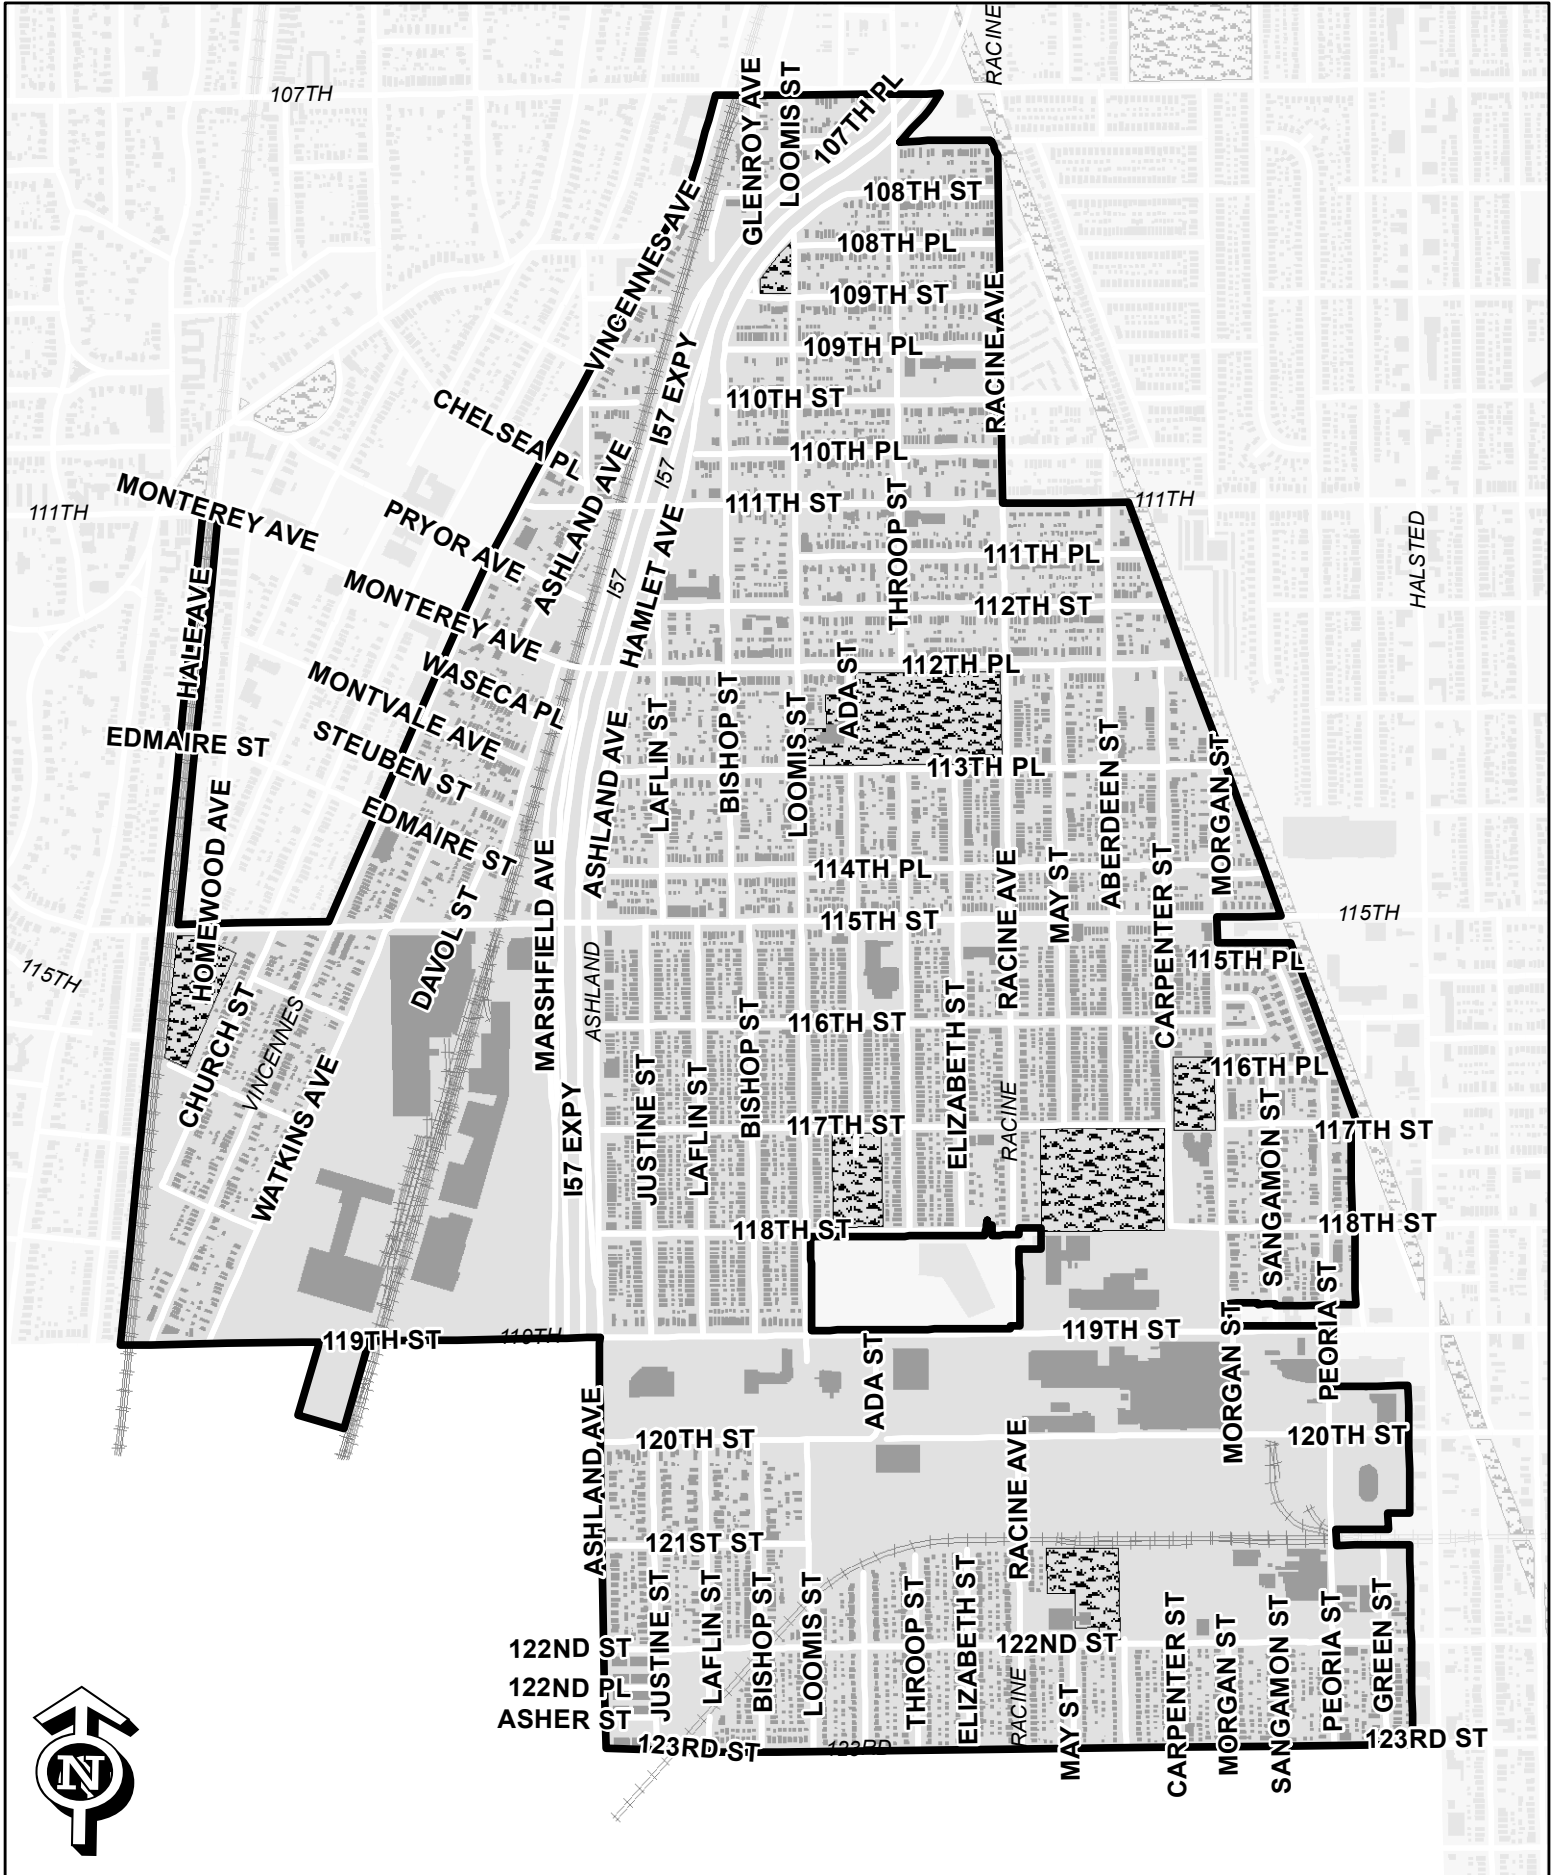 RACINE
107TH
GLENROY AVE
LOOMIS ST
107TH PL
108TH ST
VINCENNES AVE
108TH PL
109TH ST
RACINE AVE
109TH PL
I57 EXPY
110TH ST
CHELSEA PL
110TH PL
I57
ASHLAND AVE
111TH ST
111TH
111TH
MONTEREY AVE
PRYOR AVE
THROOP ST
HALSTED
111TH PL
I57
HAMLET AVE
MONTEREY AVE
112TH ST
HALE AVE
WASECA PL
112TH PL
ADA ST
MONTVALE AVE
BISHOP ST
LAFLIN ST
LOOMIS ST
EDMAIRE ST
STEUBEN ST
ASHLAND AVE
113TH PL
ABERDEEN ST
MORGAN ST
EDMAIRE ST
HOMEWOOD AVE
114TH PL
MARSHFIELD AVE
RACINE AVE
MAY ST
CARPENTER ST
115TH ST
115TH
DAVOL ST
115TH PL
115TH
ASHLAND
CHURCH ST
VINCENNES
116TH ST
BISHOP ST
ELIZABETH ST
116TH PL
WATKINS AVE
JUSTINE ST
LAFLIN ST
RACINE
SANGAMON ST
117TH ST
117TH ST
I57 EXPY
118TH ST
118TH ST
PEORIA ST
119TH ST
119TH
119TH ST
MORGAN ST
ADA ST
ASHLAND AVE
120TH ST
RACINE AVE
120TH ST
121ST ST
JUSTINE ST
LAFLIN ST
BISHOP ST
LOOMIS ST
THROOP ST
ELIZABETH ST
122ND ST
122ND ST
CARPENTER ST
MORGAN ST
SANGAMON ST
PEORIA ST
GREEN ST
122ND PL
RACINE
MAY ST
ASHER ST
123RD ST
123RD
123RD ST
N